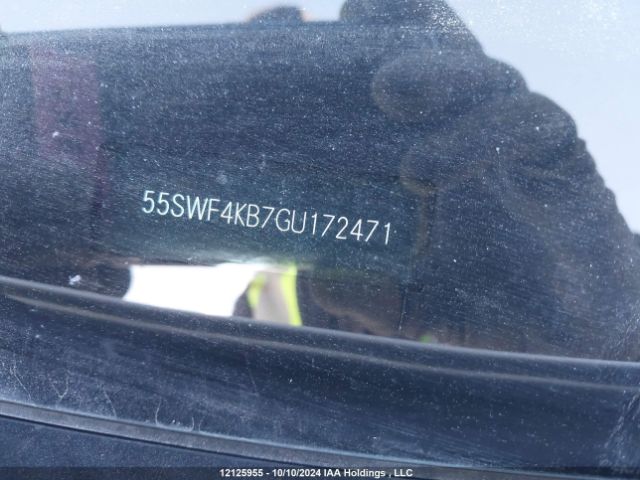 55SWF4KB7GU172471
12125955 - 10/10/2024 IAA Holdings , LLC